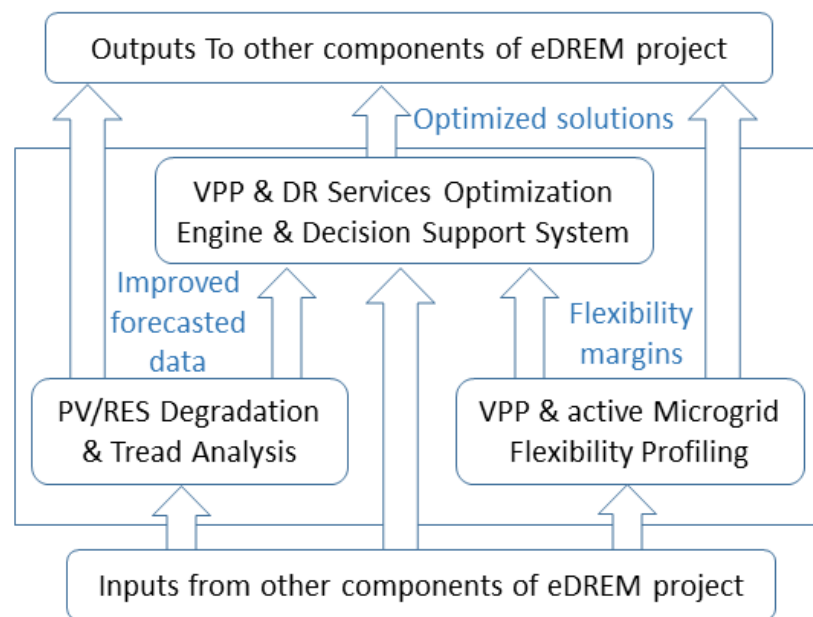 Outputs To other components of eDREM project
Optimized solutions
VPP & DR Services Optimization
Engine & Decision Support System
Improved
forecasted
data
Flexibility
margins
PV/RES Degradation
& Tread Analysis
VPP & active Microgrid
Flexibility Profiling
Inputs from other components of eDREM project